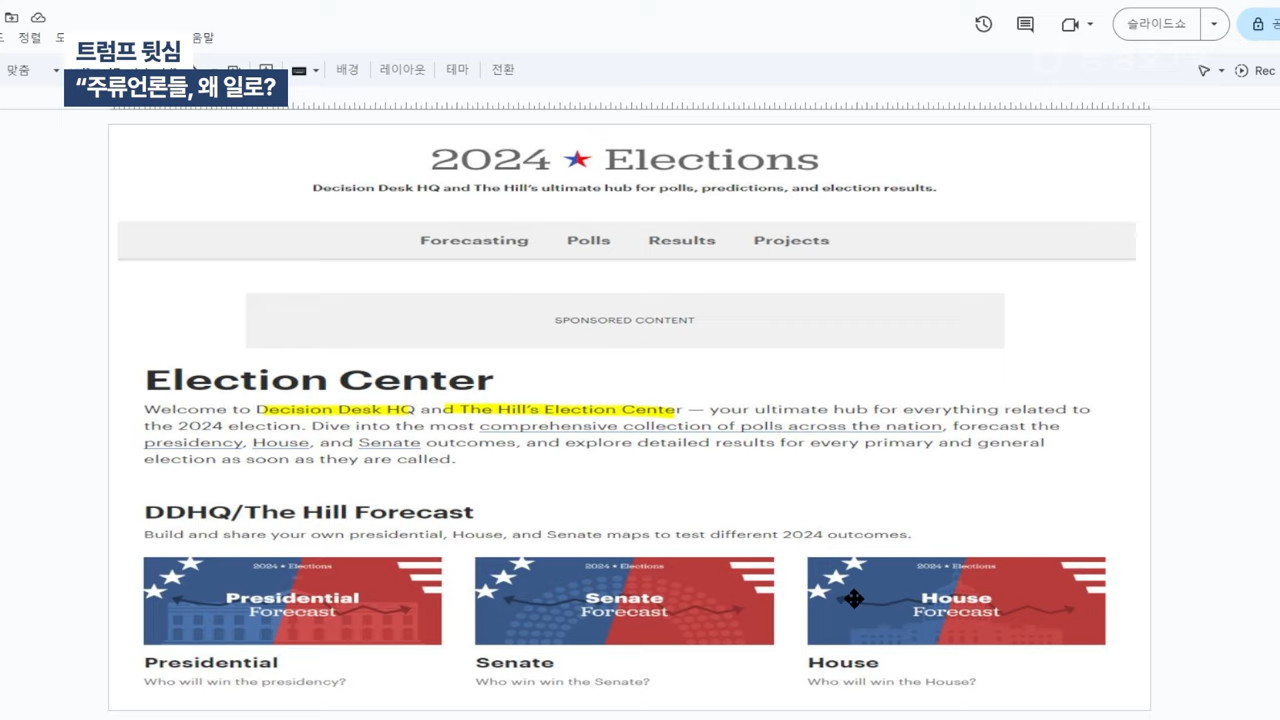 슬라이드쇼
정렬
움말
트럼프 뒷심
"주류언론들, 왜 일로?
맞춤
배경
레이아웃
테마
전환
Rec
2024 Elections
Decision Desk HQ and The Hill's ultimate hub for polls, predictions, and election results.
Forecasting Polls Results Projects
SPONSORED CONTENT
Election Center
Welcome to Decision Desk HQ and The Hill's Election Center — your ultimate hub for everything related to
the 2024 election. Dive into the most comprehensive collection of polls across the nation, forecast the
presidency, House, and Senate outcomes, and explore detailed results for every primary and general
election as soon as they are called.
DDHQ/The Hill Forecast
Build and share your own presidential, House, and Senate maps to test different 2024 outcomes.
2024 Elections
Presidential
Forecast
2024 Elections
Senate
Forecast
2024 Elections
House
Forecast
Presidential
Who will win the presidency?
Senate
Who win win the Senate?
House
Who will win the House?